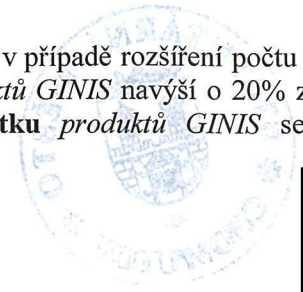 v případě rozšíření počtu
ktů GINIS navýší o 20% z
tku produktů GINIS se